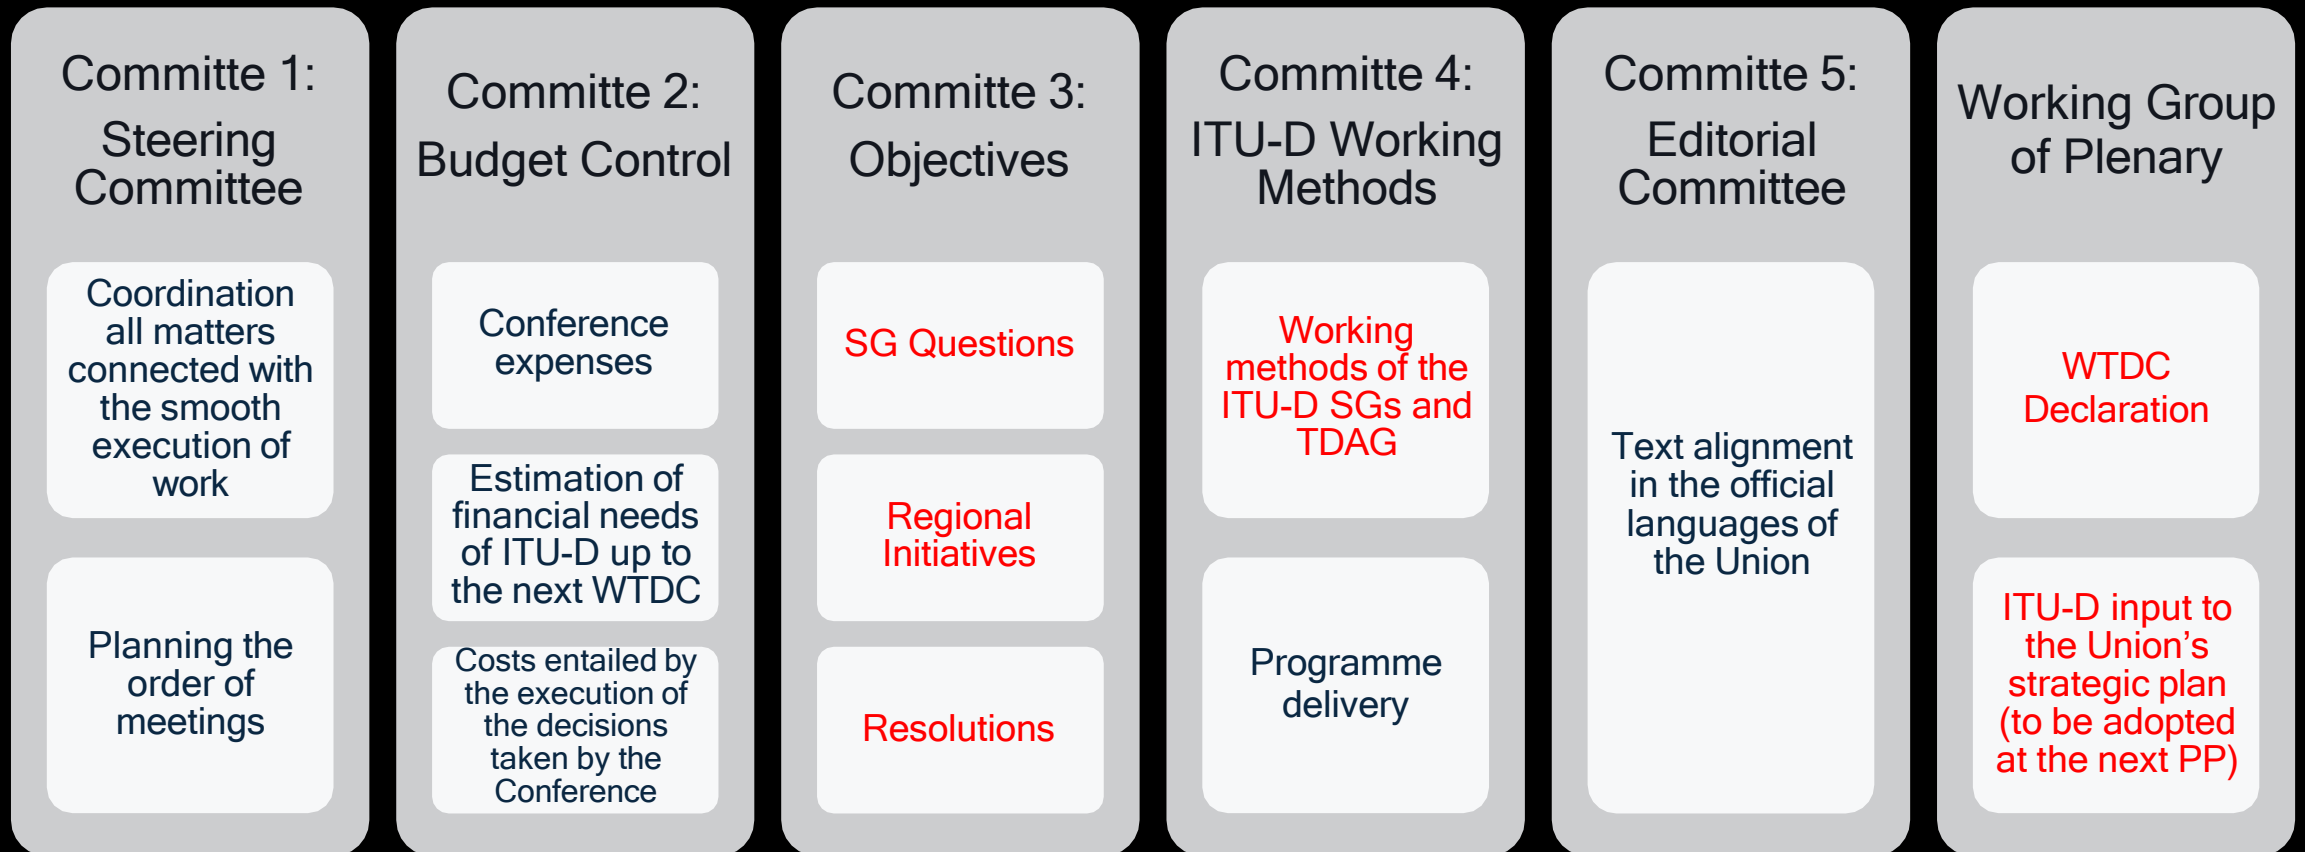 Committe 1:
Steering
Committee
Coordination
all matters
connected with
the smooth
execution of
work
Planning the
order of
meetings
Committe 2:
Budget Control
Conference
expenses
Estimation of
financial needs
of ITU-D up to
the next WTDC
Costs entailed by
the execution of
the decisions
taken by the
Conference
Committe 3:
Objectives
SG Questions
Regional
Initiatives
Resolutions
Committe 4:
ITU-D Working
Methods
Working
methods of the
ITU-D SGs and
TDAG
Programme
delivery
Committe 5:
Editorial
Committee
Text alignment
in the official
languages of
the Union
Working Group
of Plenary
WTDC
Declaration
ITU-D input to
the Union’s
strategic plan
(to be adopted
at the next PP)